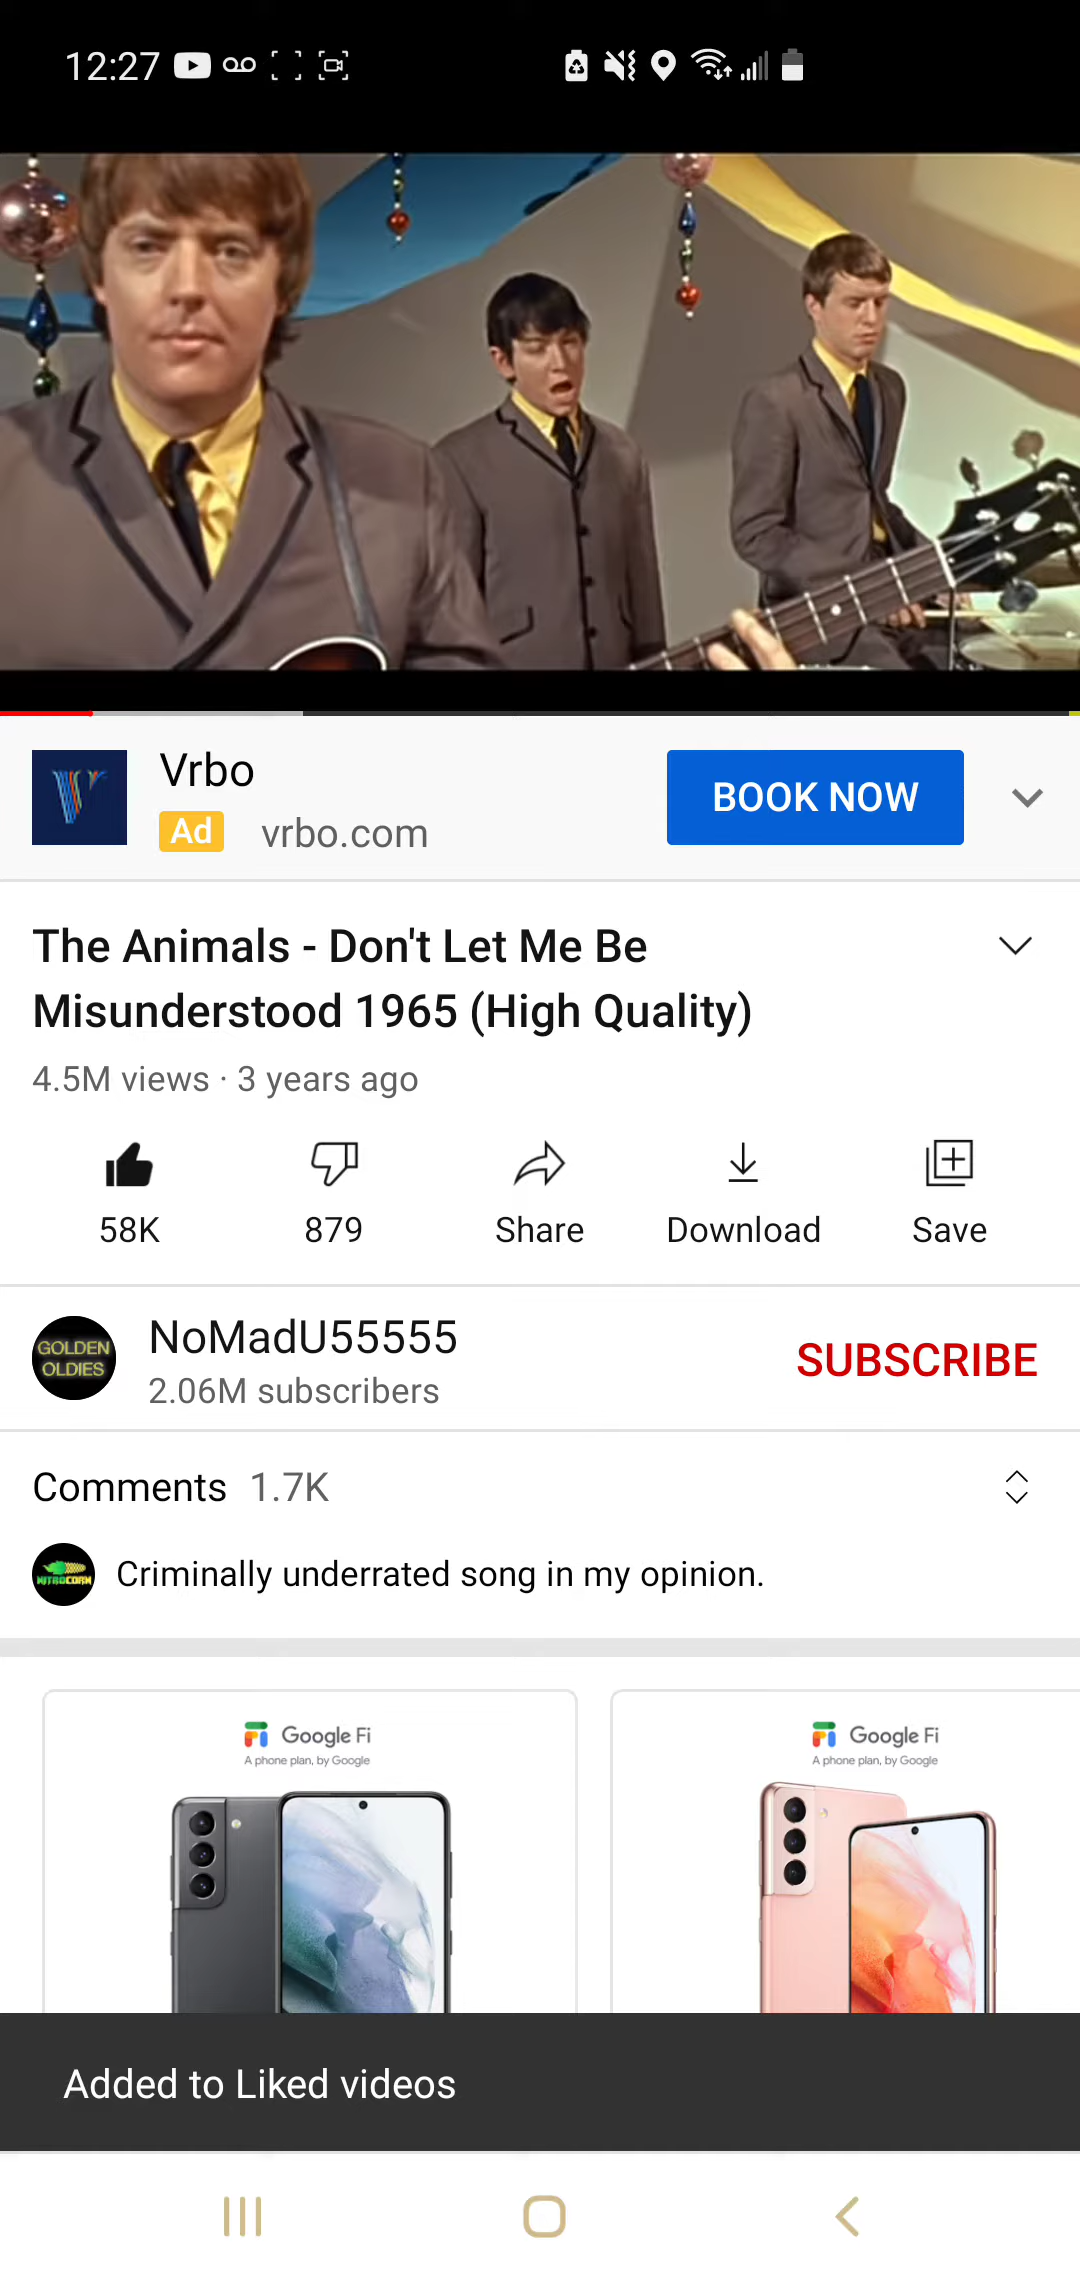 12:27
Vrbo
BOOK NOW
Ad vrbo.com
The Animals - Don't Let Me Be
Misunderstood 1965 (High Quality)
4.5M views · 3 years ago
58K
879
Share
Download
Save
GOLDEN
OLDIES
NoMadU55555
2.06M subscribers
SUBSCRIBE
Comments 1.7K
NITROCORN
Criminally underrated song in my opinion.
Google Fi
A phone plan, by Google
Google Fi
A phone plan, by Google
Added to Liked videos